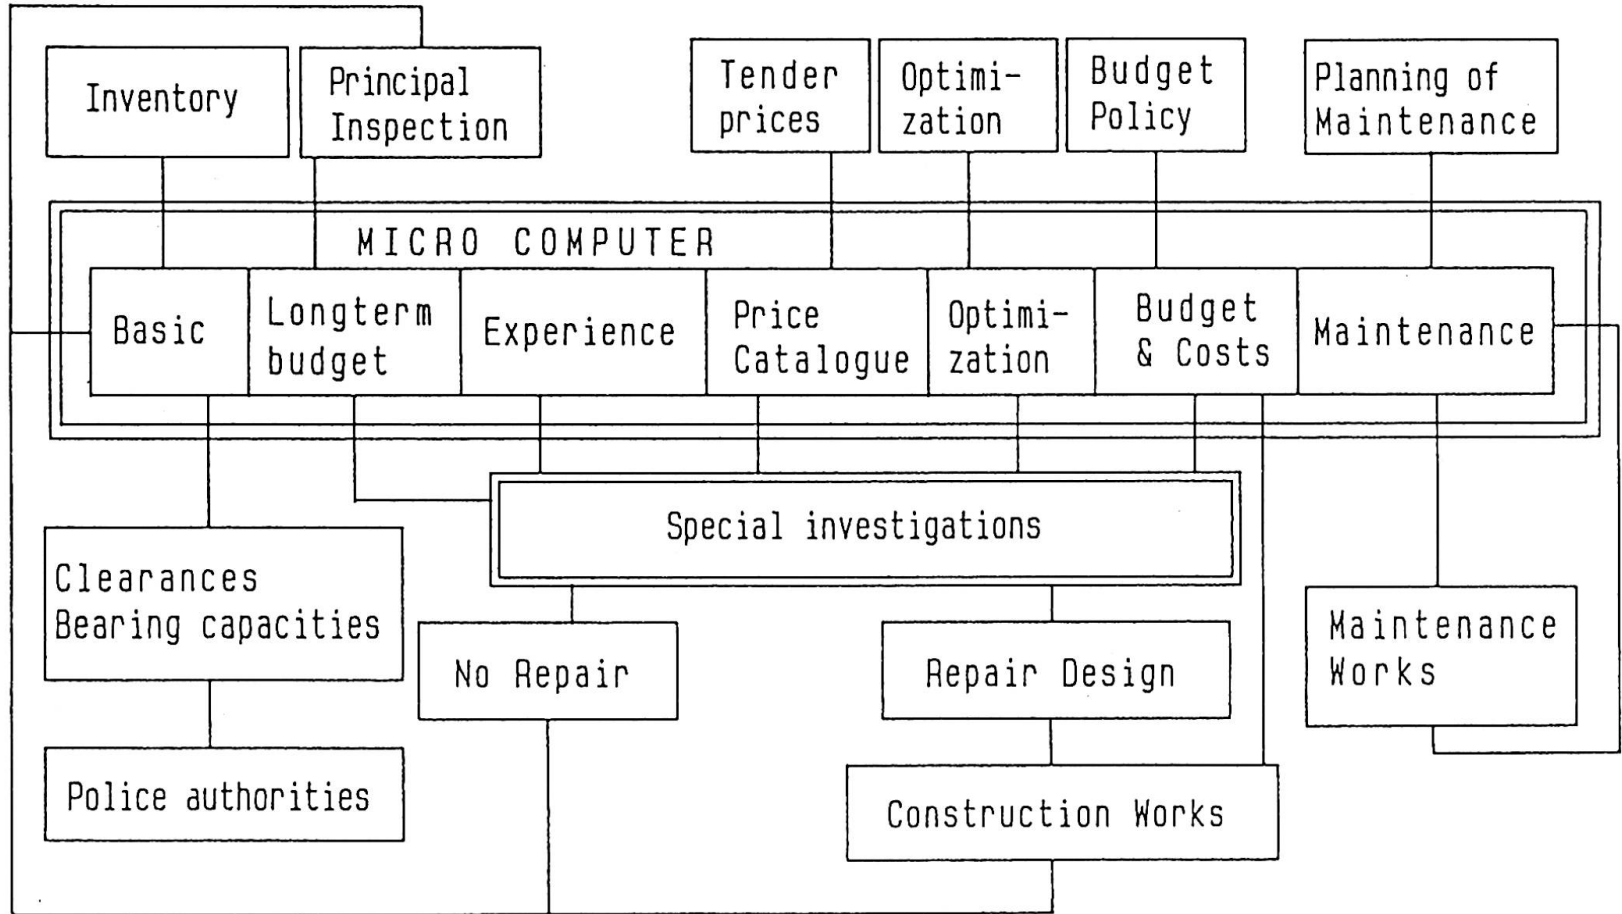 Inventory
Principal
Inspection
Tender
prices
Optimi-
zation
Budget
Policy
Planning of
Maintenance
MICRO COMPUTER
Basic
Longterm
budget
Experience
Price
Catalogue
Optimi-
zation
Budget
& Costs
Maintenance
Special investigations
Clearances
Bearing capacities
No Repair
Repair Design
Maintenance
Works
Police authorities
Construction Works